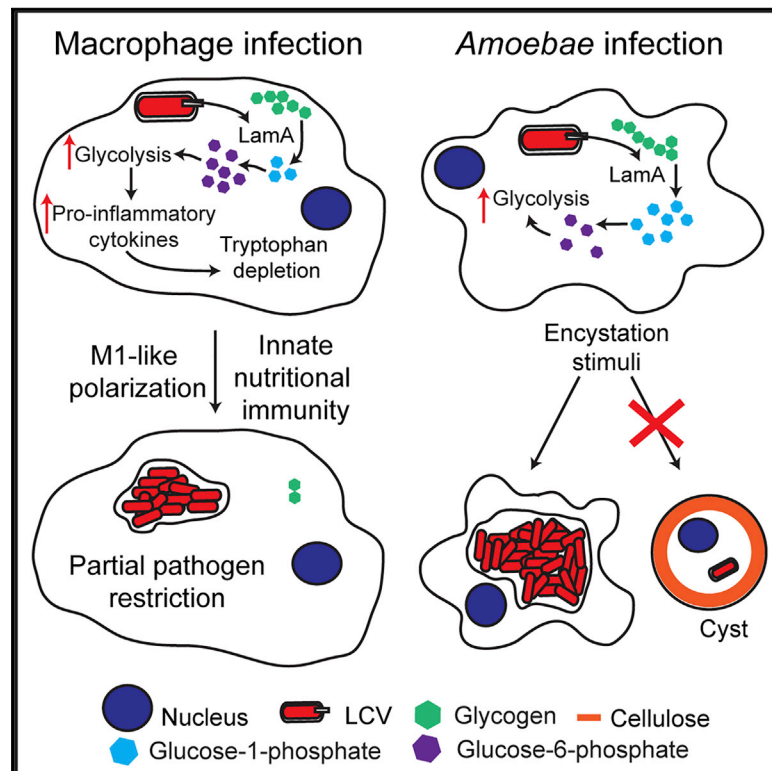 Macrophage infection
LamA
Glycolysis
Pro-inflammatory
cytokines
Tryptophan
depletion
M1-like
polarization
Innate
nutritional
immunity
Partial pathogen
restriction
Amoebae infection
LamA
Glycolysis
Encystation
stimuli
Cyst
Nucleus
LCV
Glycogen
Cellulose
Glucose-1-phosphate
Glucose-6-phosphate